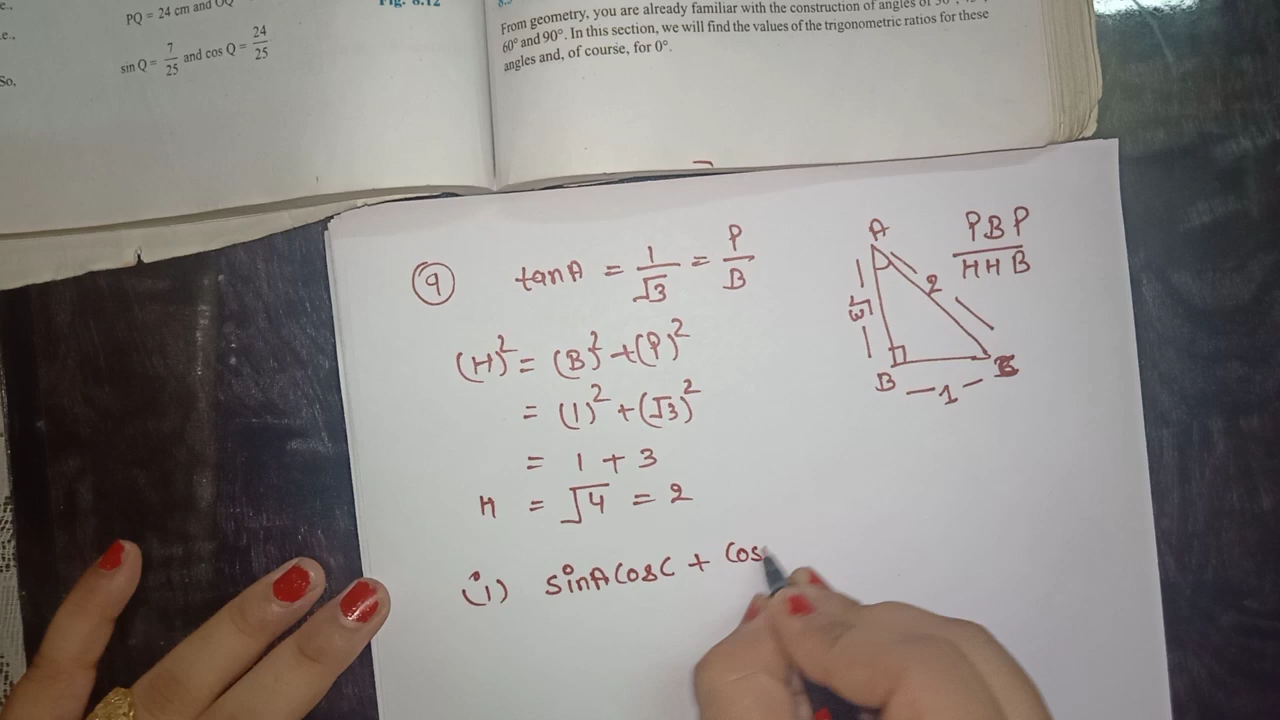 e.,
PQ = 24 cm and
e.,
sin Q = 7/25 and cos Q = 24/25
So,
From geometry, you are already familiar with the construction of angles of
60° and 90°. In this section, we will find the values of the trigonometric ratios for these
angles and, of course, for 0°.
9 tanA = 1/√3 = P/B
(H)² = (B)² + (P)²
= (1)² + (√3)²
= 1 + 3
H = √4 = 2
(i) SinA CosC + Cos
A
PBP
HHB
2
√3
B
1